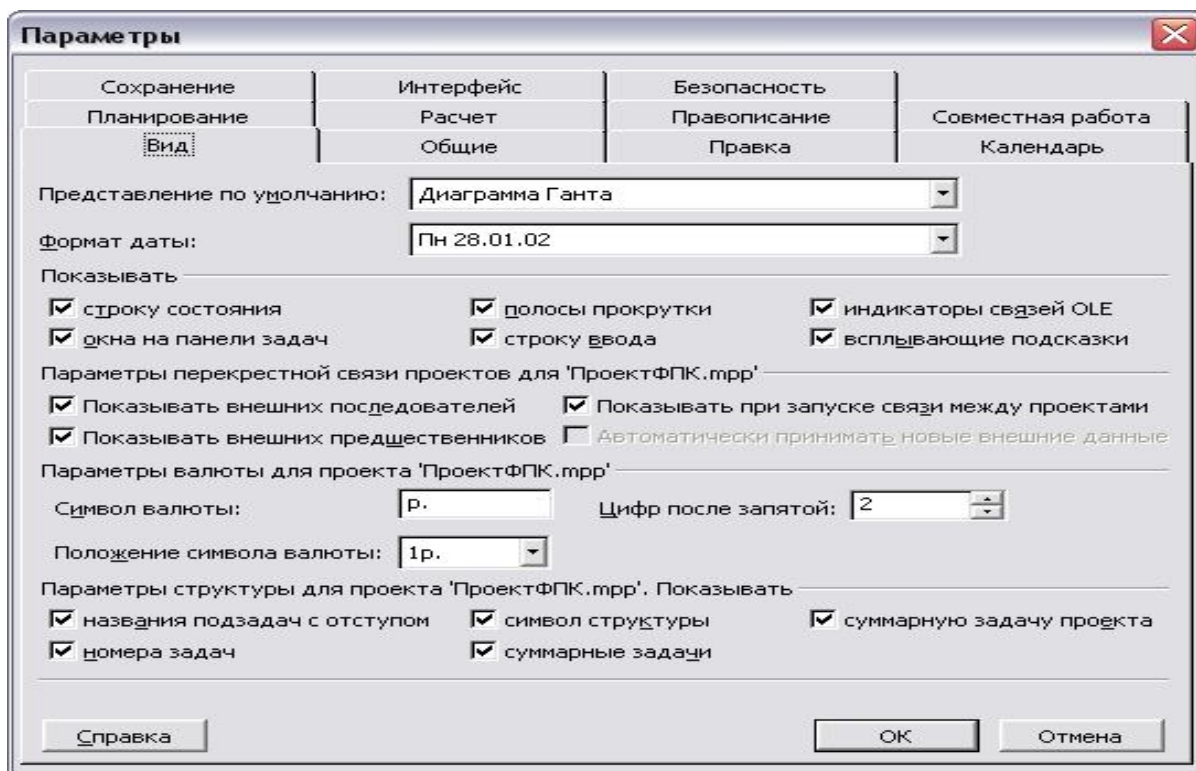 Параметры
Сохранение Интерфейс Безопасность
Планирование Расчет Правописание Совместная работа
Вид Общие Правка Календарь
Представление по умолчанию: Диаграмма Ганта
Формат даты: Пн 28.01.02
Показывать
строку состояния полосы прокрутки индикаторы связей OLE
окна на панели задач строку ввода всплывающие подсказки
Параметры перекрестной связи проектов для 'ПроектФПК.mpp'
Показывать внешних последователей Показывать при запуске связи между проектами
Показывать внешних предшественников Автоматически принимать новые внешние данные
Параметры валюты для проекта 'ПроектФПК.mpp'
Символ валюты: р. Цифр после запятой: 2
Положение символа валюты: 1р.
Параметры структуры для проекта 'ПроектФПК.mpp'. Показывать
названия подзадач с отступом символ структуры суммарную задачу проекта
номера задач суммарные задачи
Справка ОК Отмена